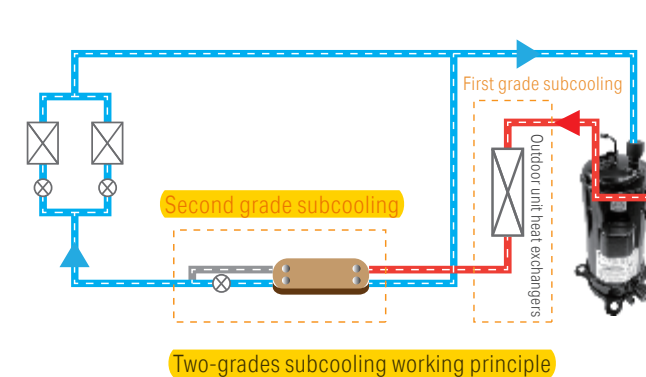 First grade subcooling
Outdoor unit heat exchangers
Second grade subcooling
Two-grades subcooling working principle